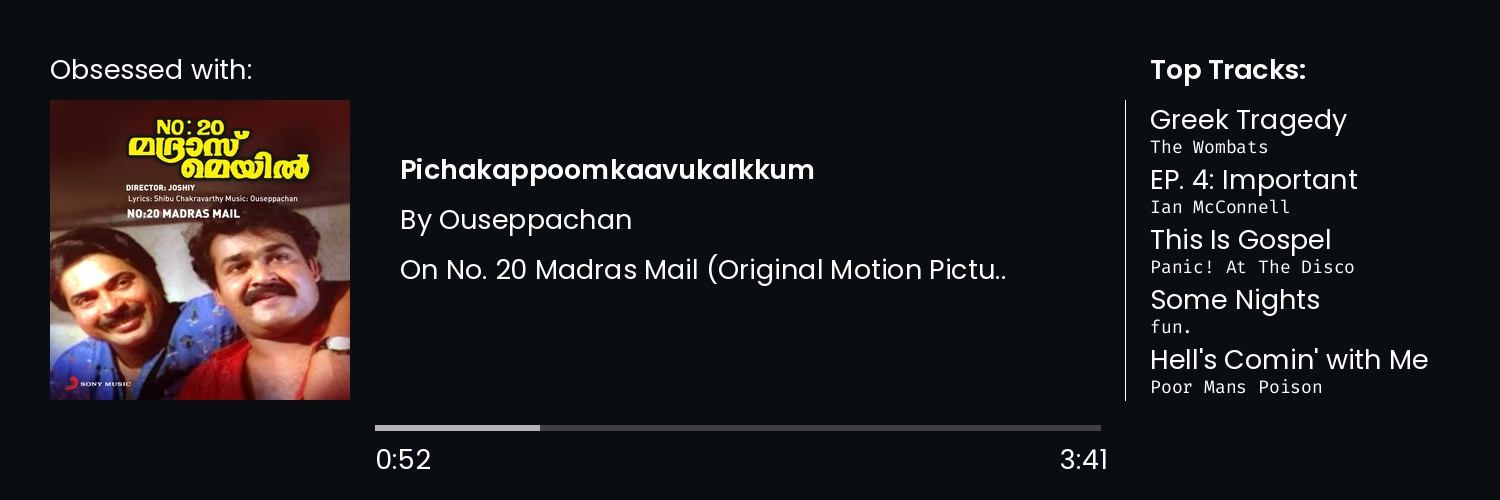 Obsessed with:
NO: 20
മദ്രാസ്
മെയിൽ
DIRECTOR: JOSHIY
Lyrics: Shibu Chakravarthy Music: Ouseppachan
NO:20 MADRAS MAIL
SONY MUSIC
Pichakappoomkaavukalkkum
By Ouseppachan
On No. 20 Madras Mail (Original Motion Pictu..
0:52
3:41
Top Tracks:
Greek Tragedy
The Wombats
EP. 4: Important
Ian McConnell
This Is Gospel
Panic! At The Disco
Some Nights
fun.
Hell's Comin' with Me
Poor Mans Poison